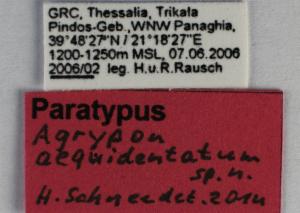 GRC, Thessalia, Trikala
Pindos-Geb.,WNW Panaghia,
39°48'27"N / 21°18'27"E
1200-1250m MSL, 07.06.2006
2006/02 leg. H.u.R.Rausch
Paratypus
Agrypon
aequidentatum
sp.n.
H. Schnee det. 2014